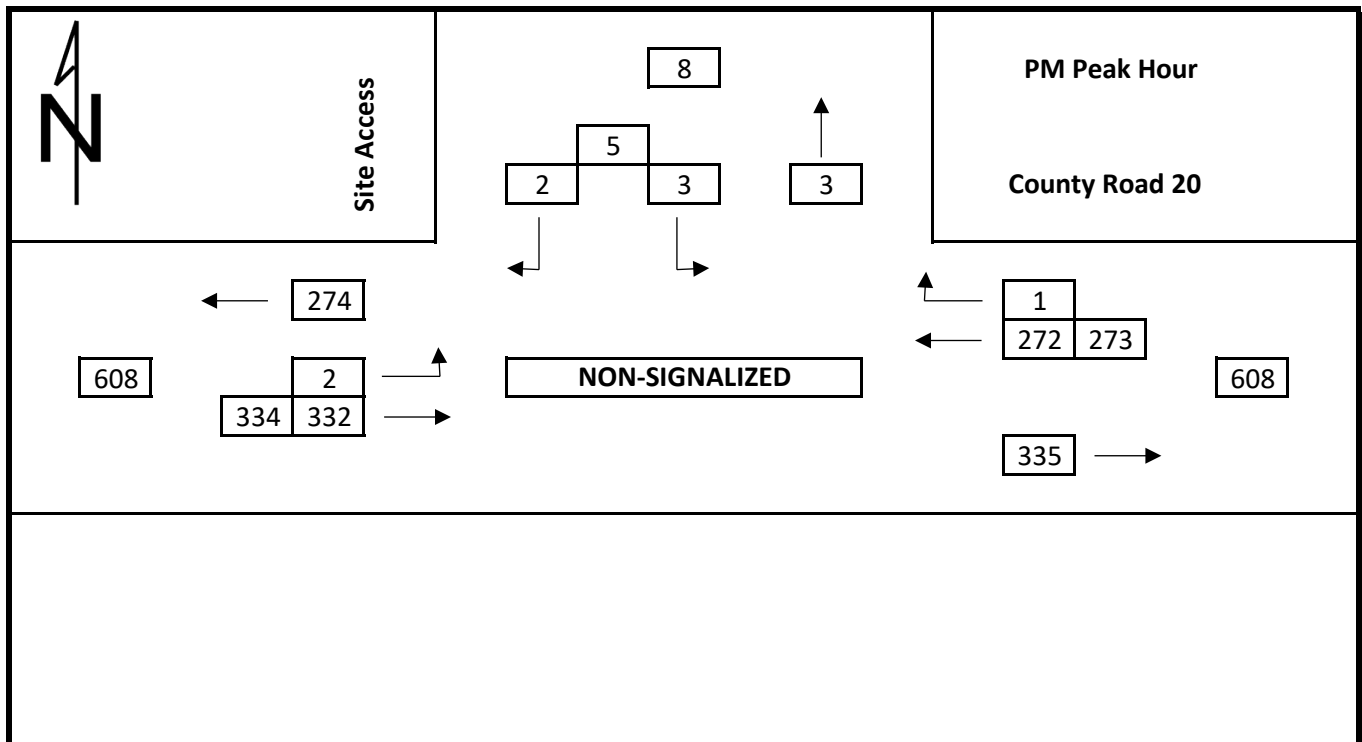 N
Site Access
8
5
2 3 3
PM Peak Hour
County Road 20
274
608 2
334 332
NON-SIGNALIZED
1
272 273
608
335